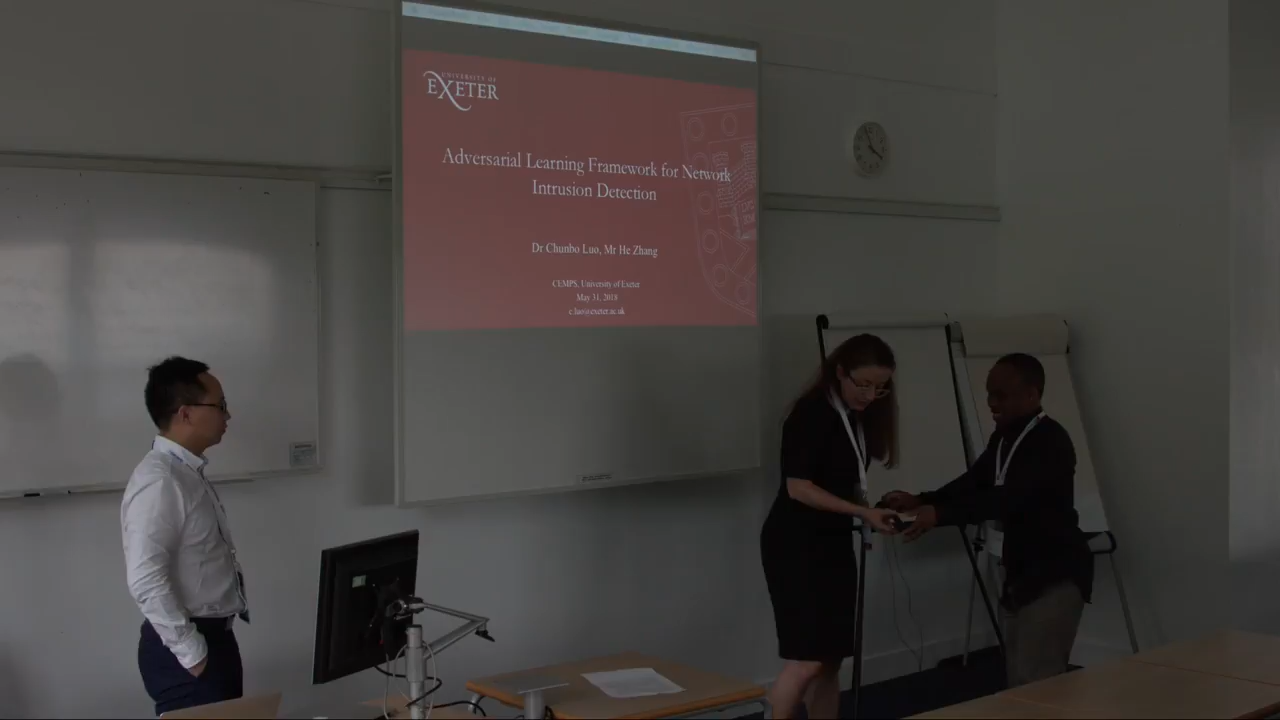 UNIVERSITY OF
EXETER
Adversarial Learning Framework for Network
Intrusion Detection
Dr Chunbo Luo, Mr He Zhang
CEMPS, University of Exeter
May 31, 2018
c.luo@exeter.ac.uk